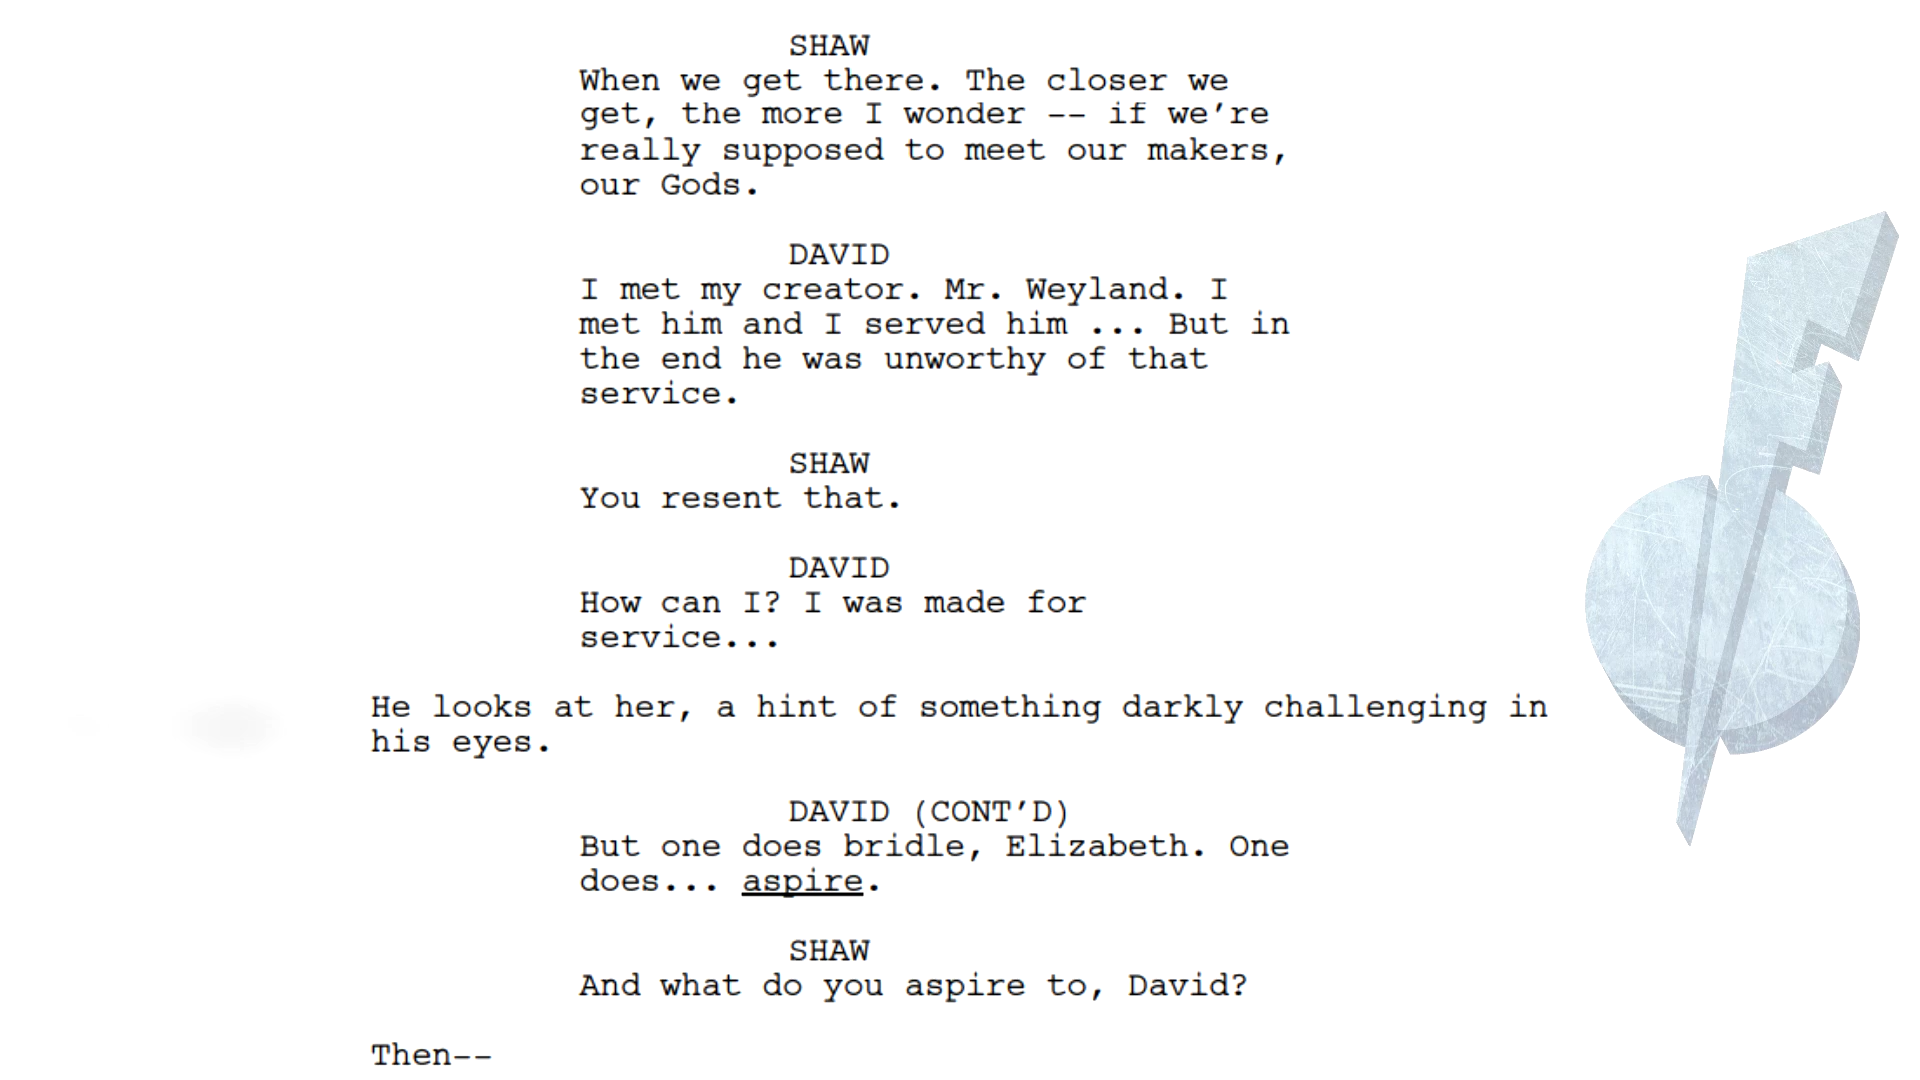 SHAW
When we get there. The closer we
get, the more I wonder -- if we're
really supposed to meet our makers,
our Gods.
DAVID
I met my creator. Mr. Weyland. I
met him and I served him ... But in
the end he was unworthy of that
service.
SHAW
You resent that.
DAVID
How can I? I was made for
service...
He looks at her, a hint of something darkly challenging in
his eyes.
DAVID (CONT'D)
But one does bridle, Elizabeth. One
does... aspire.
SHAW
And what do you aspire to, David?
Then--